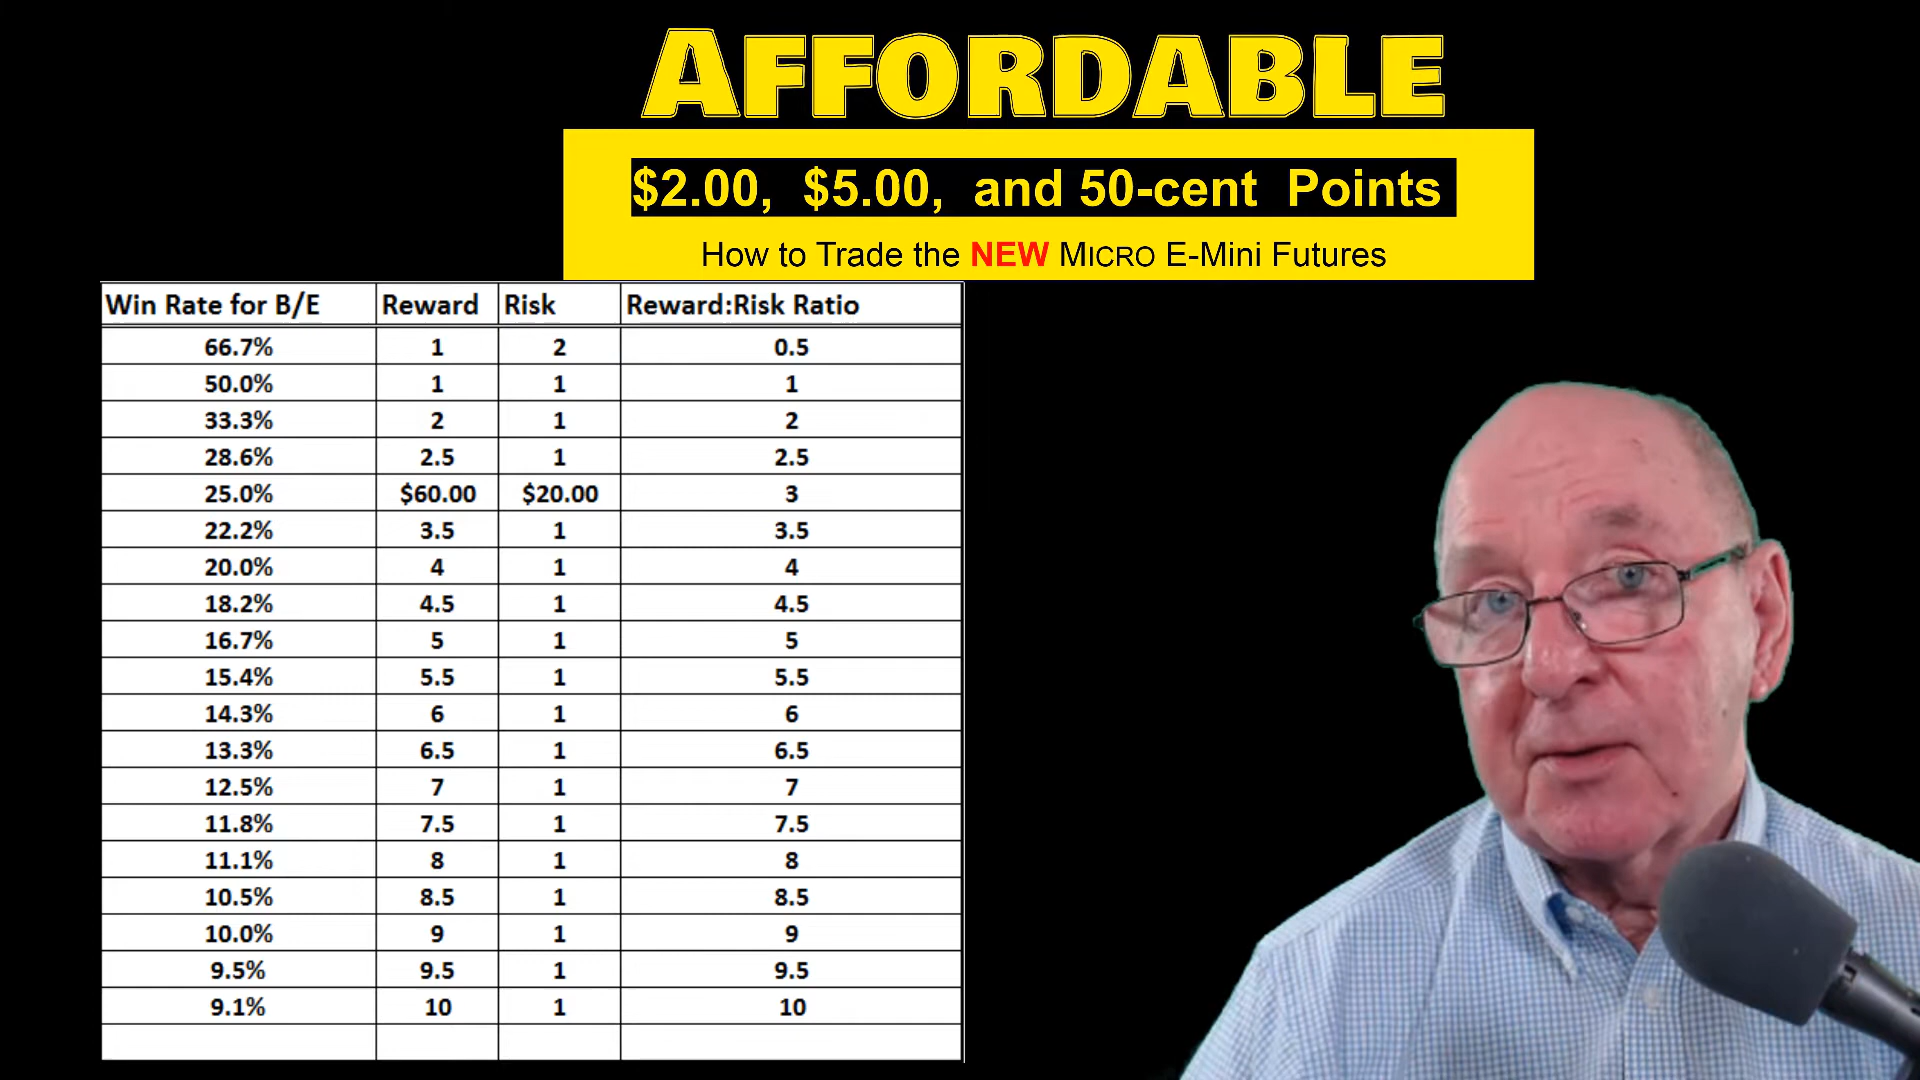 AFFORDABLE
$2.00, $5.00, and 50-cent Points
How to Trade the NEW MICRO E-Mini Futures
Win Rate for B/E Reward Risk Reward:Risk Ratio
66.7% 1 2 0.5
50.0% 1 1 1
33.3% 2 1 2
28.6% 2.5 1 2.5
25.0% $60.00 $20.00 3
22.2% 3.5 1 3.5
20.0% 4 1 4
18.2% 4.5 1 4.5
16.7% 5 1 5
15.4% 5.5 1 5.5
14.3% 6 1 6
13.3% 6.5 1 6.5
12.5% 7 1 7
11.8% 7.5 1 7.5
11.1% 8 1 8
10.5% 8.5 1 8.5
10.0% 9 1 9
9.5% 9.5 1 9.5
9.1% 10 1 10